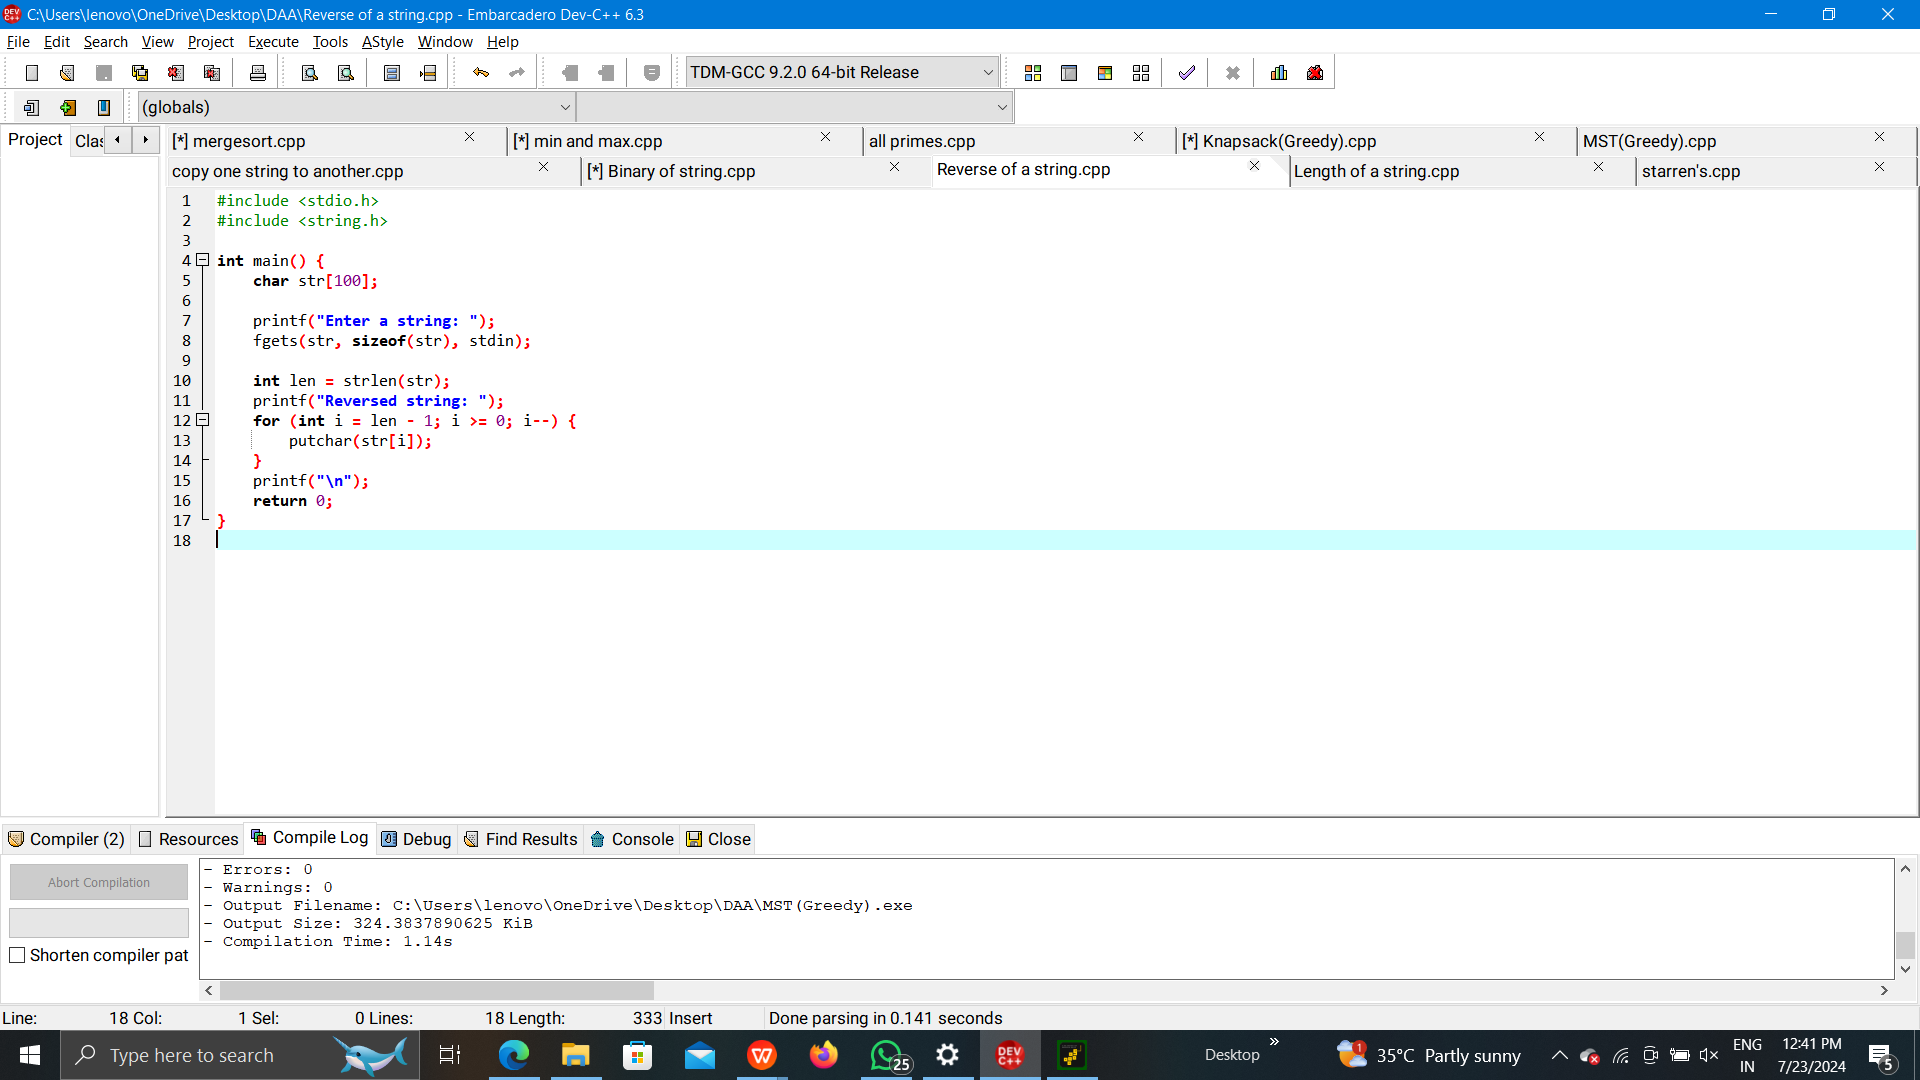 C:\Users\lenovo\OneDrive\Desktop\DAA\Reverse of a string.cpp - Embarcadero Dev-C++ 6.3
File Edit Search View Project Execute Tools AStyle Window Help
TDM-GCC 9.2.0 64-bit Release
(globals)
Project Clas
[*] mergesort.cpp [*] min and max.cpp all primes.cpp [*] Knapsack(Greedy).cpp MST(Greedy).cpp
copy one string to another.cpp [*] Binary of string.cpp Reverse of a string.cpp Length of a string.cpp starren's.cpp
1 #include <stdio.h>
2 #include <string.h>
3
4 int main() {
5 char str[100];
6
7 printf("Enter a string: ");
8 fgets(str, sizeof(str), stdin);
9
10 int len = strlen(str);
11 printf("Reversed string: ");
12 for (int i = len - 1; i >= 0; i--) {
13 putchar(str[i]);
14 }
15 printf("\n");
16 return 0;
17 }
18
Compiler (2) Resources Compile Log Debug Find Results Console Close
Abort Compilation
Shorten compiler pat
- Errors: 0
- Warnings: 0
- Output Filename: C:\Users\lenovo\OneDrive\Desktop\DAA\MST(Greedy).exe
- Output Size: 324.3837890625 KiB
- Compilation Time: 1.14s
Line: 18 Col: 1 Sel: 0 Lines: 18 Length: 333 Insert Done parsing in 0.141 seconds
Type here to search
25
DEV C++
Desktop
1
35°C Partly sunny
ENG
IN
12:41 PM
7/23/2024
5